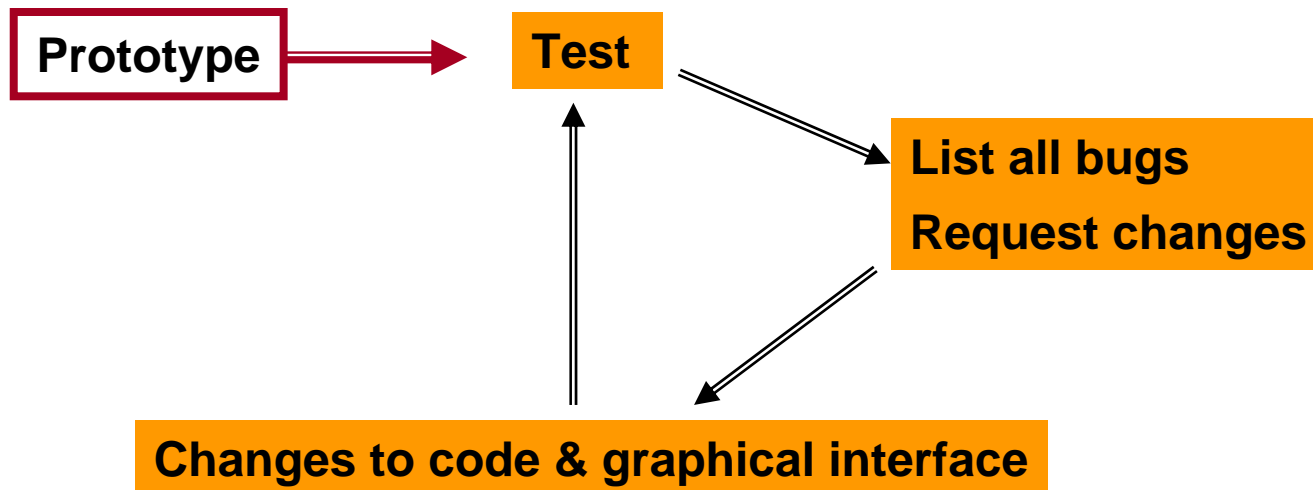 Prototype
Test
List all bugs
Request changes
Changes to code & graphical interface